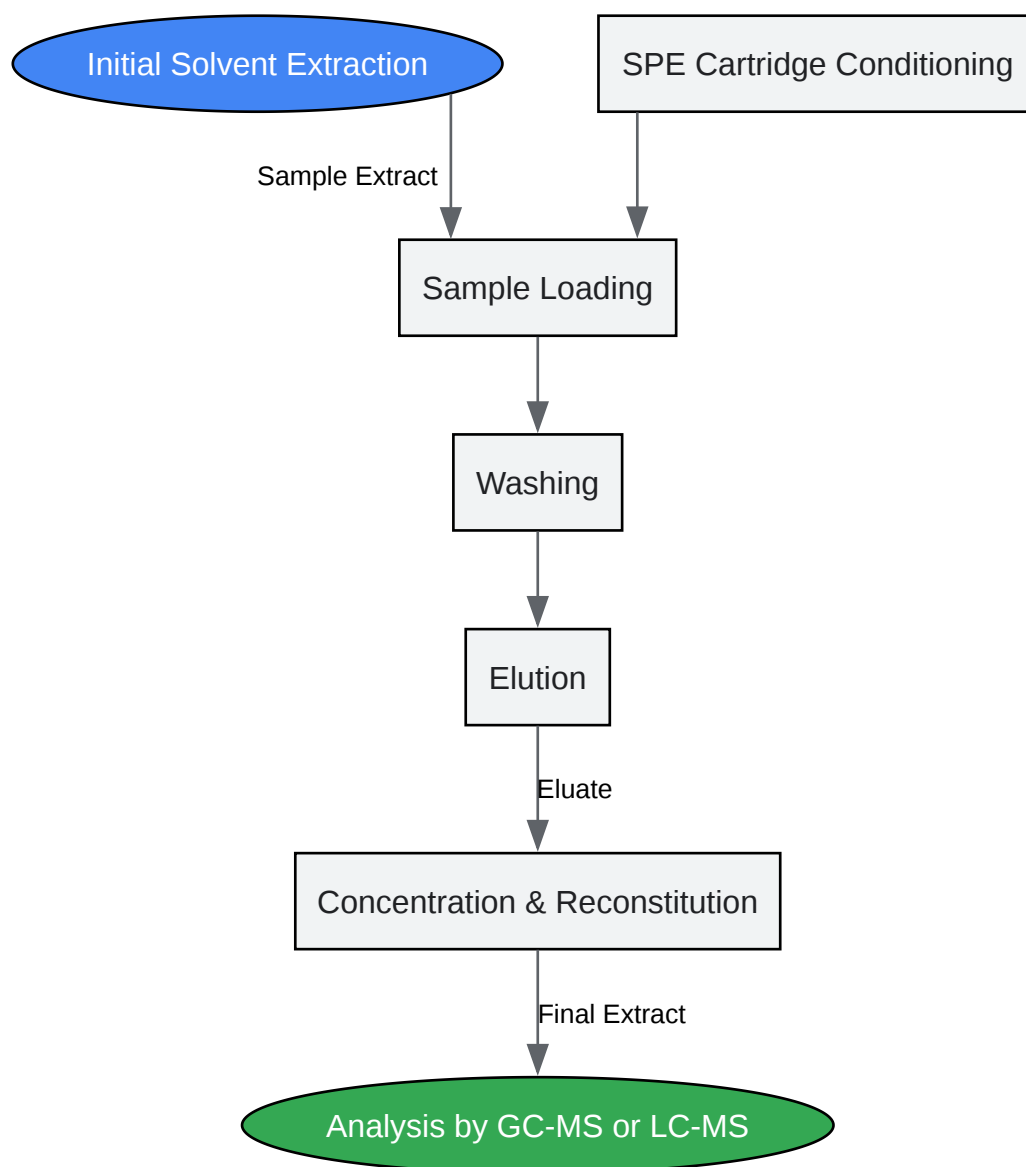 Initial Solvent Extraction
SPE Cartridge Conditioning
Sample Extract
Sample Loading
Washing
Elution
Eluate
Concentration & Reconstitution
Final Extract
Analysis by GC-MS or LC-MS